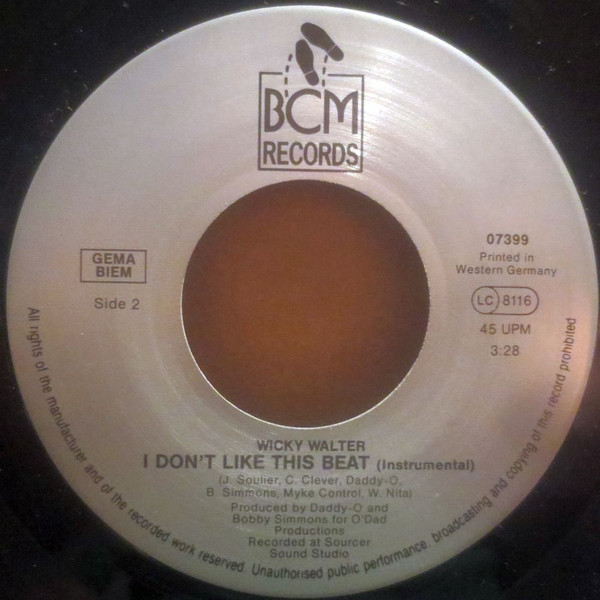 BCM
RECORDS
GEMA
BIEM
Side 2
07399
Printed in
Western Germany
LC 8116
45 UPM
3:28
WICKY WALTER
I DON'T LIKE THIS BEAT (Instrumental)
(J. Soulier, C. Clever, Daddy-O,
B. Simmons, Myke Control, W. Nita)
Produced by Daddy-O and
Bobby Simmons for O'Dad
Productions
Recorded at Sourcer
Sound Studio
All rights of the manufacturer and of the recorded work reserved. Unauthorised public performance, broadcasting and copying of this record prohibited